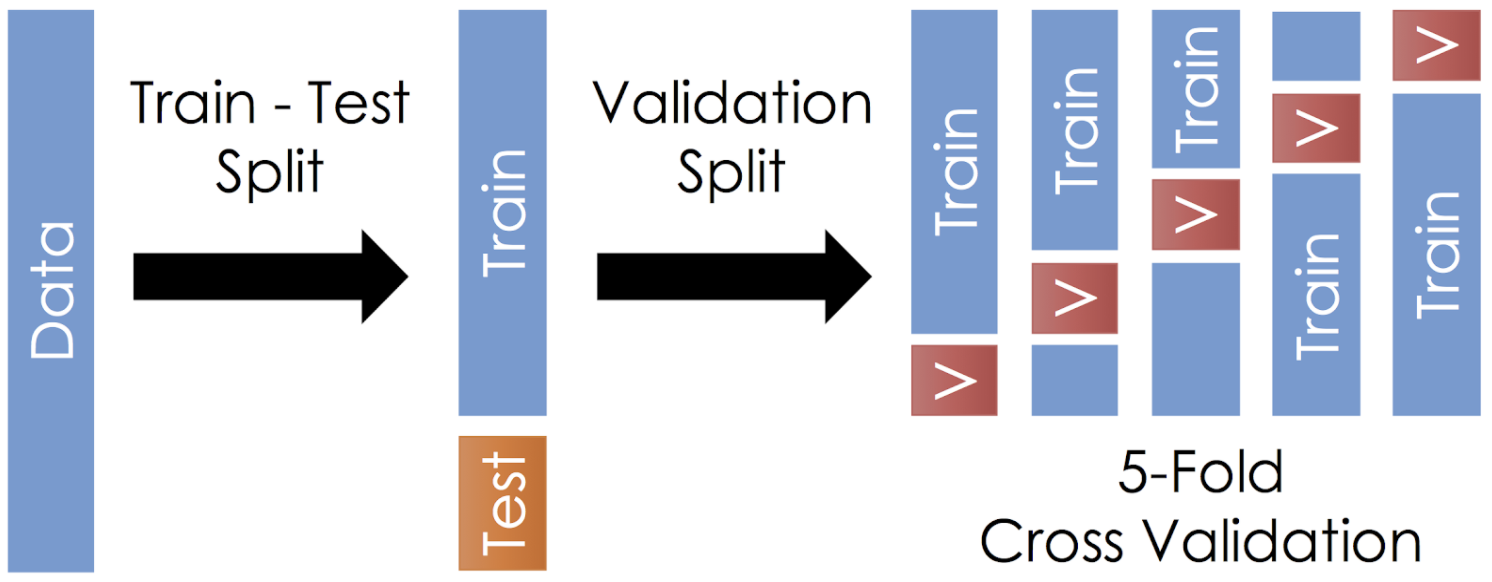 Data
Train - Test
Split
Train
Test
Validation
Split
Train
V
Train
V
Train
V
V
Train
V
Train
5-Fold
Cross Validation